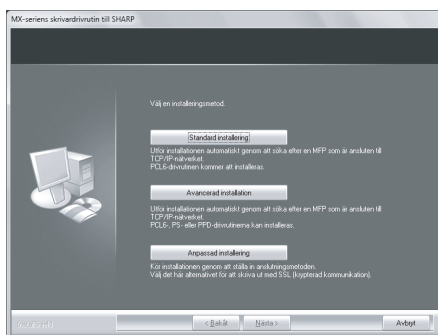 MX-seriens skrivardrivrutin till SHARP
Välj en installeringsmetod.
Standard installering
Utför installationen automatiskt genom att söka efter en MFP som är ansluten till
TCP/IP-nätverket.
PCL6-drivrutinen kommer att installeras.
Avancerad installation
Utför installationen automatiskt genom att söka efter en MFP som är ansluten till
TCP/IP-nätverket.
PCL6-, PS- eller PPD-drivrutinerna kan installeras.
Anpassad installering
Kör installationen genom att ställa in anslutningsmetoden.
Välj det här alternativet för att skriva ut med SSL (krypterad kommunikation).
InstallShield
< Bakåt
Nästa >
Avbryt